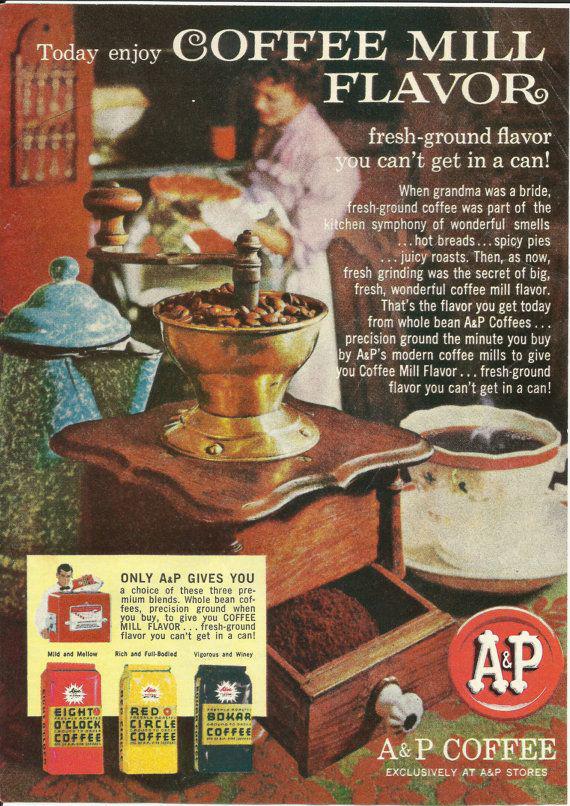 Today enjoy COFFEE MILL
FLAVOR
fresh-ground flavor
you can't get in a can!
When grandma was a bride,
fresh-ground coffee was part of the
kitchen symphony of wonderful smells
...hot breads...spicy pies
...juicy roasts. Then, as now,
fresh grinding was the secret of big,
fresh, wonderful coffee mill flavor.
That's the flavor you get today
from whole bean A&P Coffees...
precision ground the minute you buy
by A&P's modern coffee mills to give
you Coffee Mill Flavor...fresh-ground
flavor you can't get in a can!
ONLY A&P GIVES YOU
a choice of these three pre-
mium blends. Whole bean cof-
fees, precision ground when
you buy, to give you COFFEE
MILL FLAVOR...fresh-ground
flavor you can't get in a can!
Mild and Mellow
Rich and Full-Bodied
Vigorous and Winey
EIGHT
O'CLOCK
COFFEE
RED
CIRCLE
COFFEE
BOKAR
COFFEE
A&P
A&P COFFEE
EXCLUSIVELY AT A&P STORES